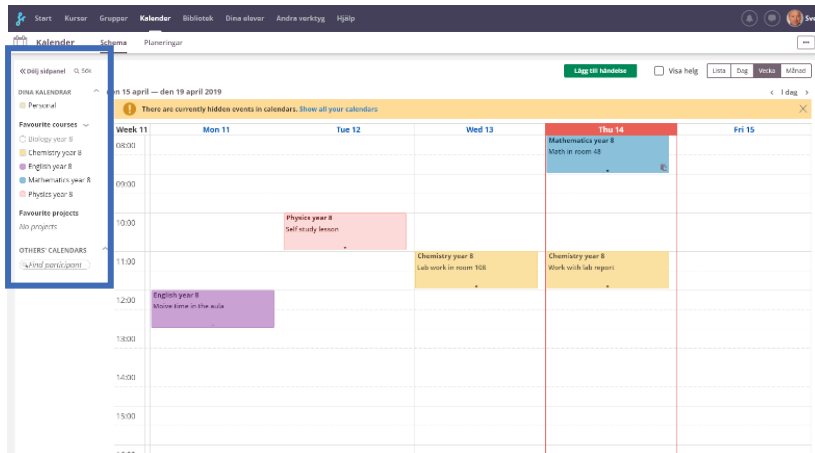 Start Kurser Grupper Kalender Bibliotek Dina elever Andra verktyg Hjälp Sve
Kalender Schema Planeringar
Dölj sidpanel Sök Lägg till händelse Visa helg Lista Dag Vecka Månad
DINA KALENDRAR
en 15 april — den 19 april 2019
I dag
Personal
There are currently hidden events in calendars. Show all your calendars
Favourite courses
Biology year 8
Chemistry year 8
English year 8
Mathematics year 8
Physics year 8
Favourite projects
No projects
OTHERS' CALENDARS
Find participant
Week 11 Mon 11 Tue 12 Wed 13 Thu 14 Fri 15
08:00
Mathematics year 8
Math in room 48
09:00
10:00
Physics year 8
Self study lesson
11:00
Chemistry year 8
Lab work in room 108
Chemistry year 8
Work with lab report
12:00
English year 8
Moive time in the aula
13:00
14:00
15:00